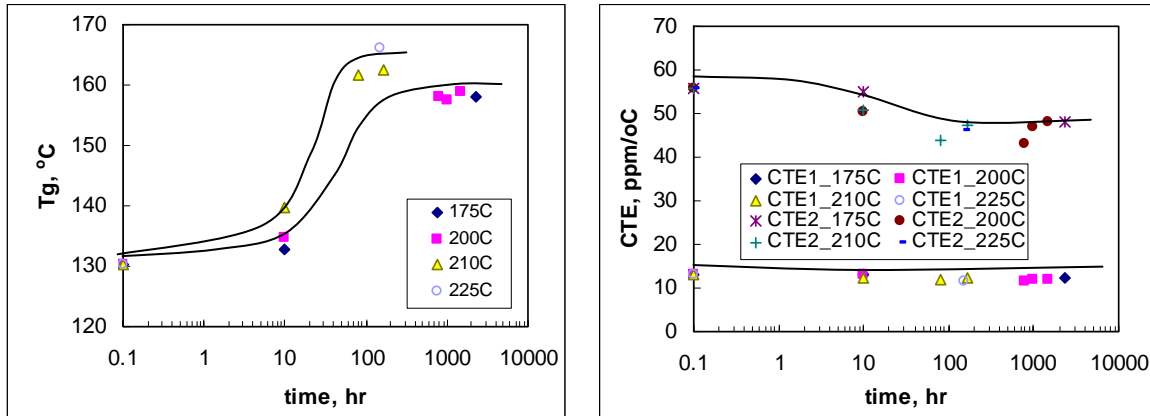 170
160
150
140
130
120
Tg, °C
0.1 1 10 100 1000 10000
time, hr
175C
200C
210C
225C
70
60
50
40
30
20
10
0
CTE, ppm/oC
0.1 1 10 100 1000 10000
time, hr
CTE1_175C CTE1_200C
CTE1_210C CTE1_225C
CTE2_175C CTE2_200C
CTE2_210C CTE2_225C